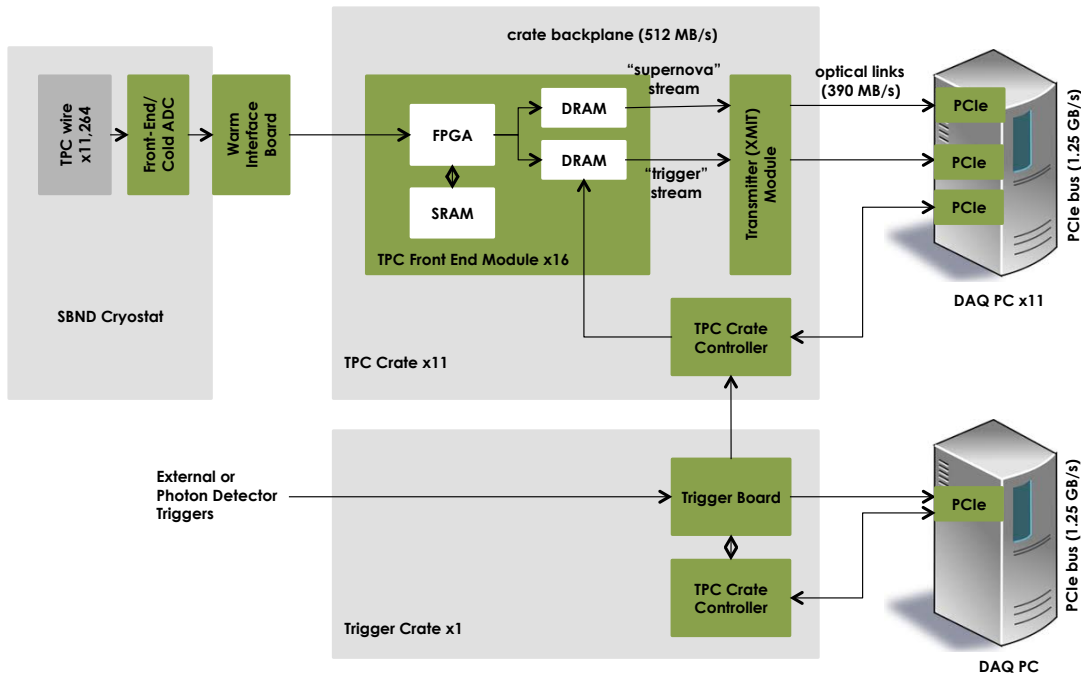 crate backplane (512 MB/s)
"supernova"
stream
optical links
(390 MB/s)
TPC wire
x11,264
Front-End/
Cold ADC
Warm
Interface
Board
FPGA
SRAM
DRAM
DRAM
"trigger"
stream
TPC Front End Module x16
Transmitter (XMIT)
Module
PCIe
PCIe
PCIe
PCIe bus (1.25 GB/s)
DAQ PC x11
SBND Cryostat
TPC Crate
Controller
TPC Crate x11
External or
Photon Detector
Triggers
Trigger Board
PCIe
PCIe bus (1.25 GB/s)
TPC Crate
Controller
Trigger Crate x1
DAQ PC